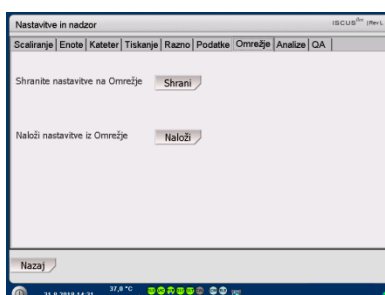 Nastavitve in nadzor
ISCUS
Scaliranje Enote Kateter Tiskanje Razno Podatke Omrežje Analize QA
Shranite nastavitve na Omrežje Shrani
Naloži nastavitve iz Omrežje Naloži
Nazaj
37,0 °C